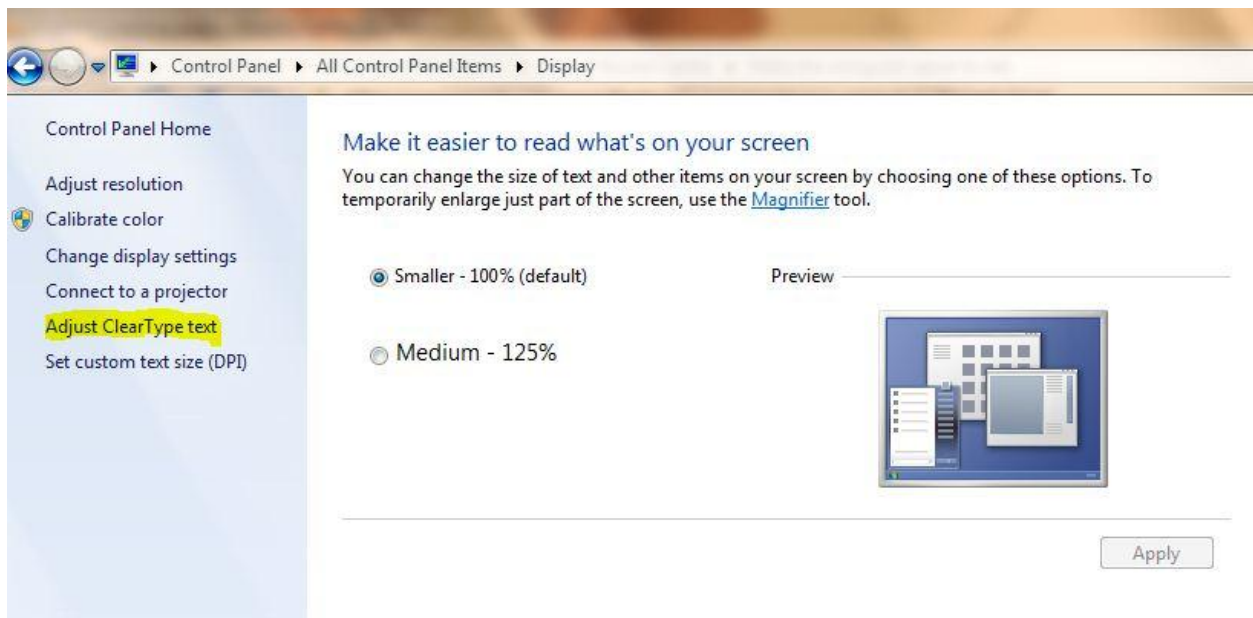 Control Panel All Control Panel Items Display
Control Panel Home
Adjust resolution
Calibrate color
Change display settings
Connect to a projector
Adjust ClearType text
Set custom text size (DPI)
Make it easier to read what's on your screen
You can change the size of text and other items on your screen by choosing one of these options. To
temporarily enlarge just part of the screen, use the Magnifier tool.
Smaller - 100% (default)
Preview
Medium - 125%
Apply